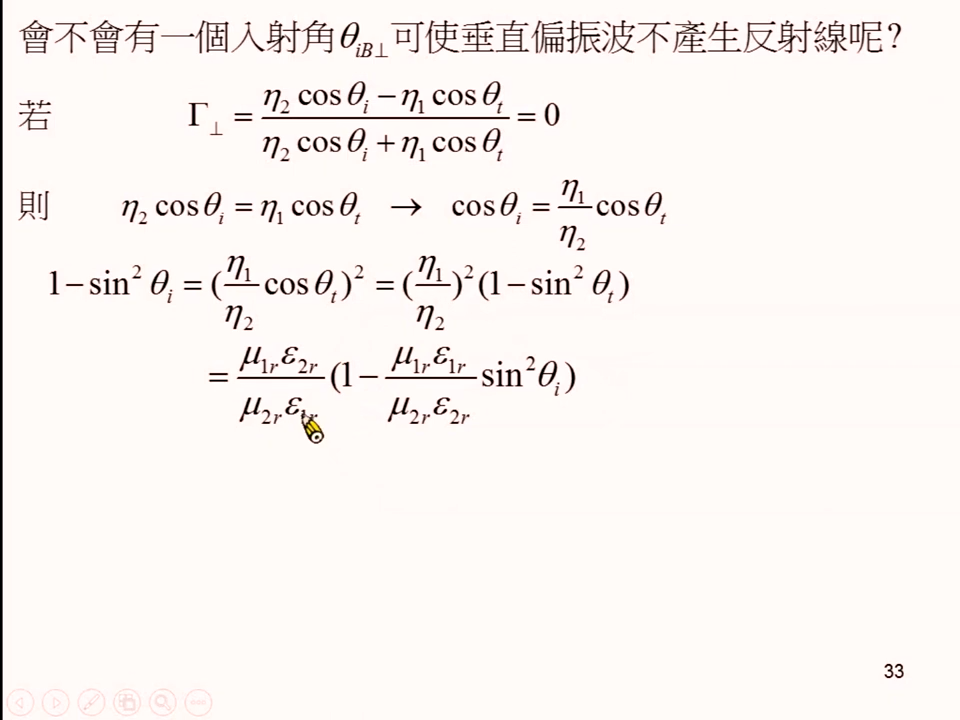 會不會有一個入射角θ_{iB⊥}可使垂直偏振波不產生反射線呢?
若 Γ_⊥ = (η₂ cos θ_i − η₁ cos θ_t) / (η₂ cos θ_i + η₁ cos θ_t) = 0
則 η₂ cos θ_i = η₁ cos θ_t → cos θ_i = (η₁/η₂) cos θ_t
1 − sin² θ_i = ((η₁/η₂) cos θ_t)² = (η₁/η₂)² (1 − sin² θ_t)
= (μ_{1r} ε_{2r})/(μ_{2r} ε_{1r}) (1 − (μ_{1r} ε_{1r})/(μ_{2r} ε_{2r}) sin² θ_i)
33